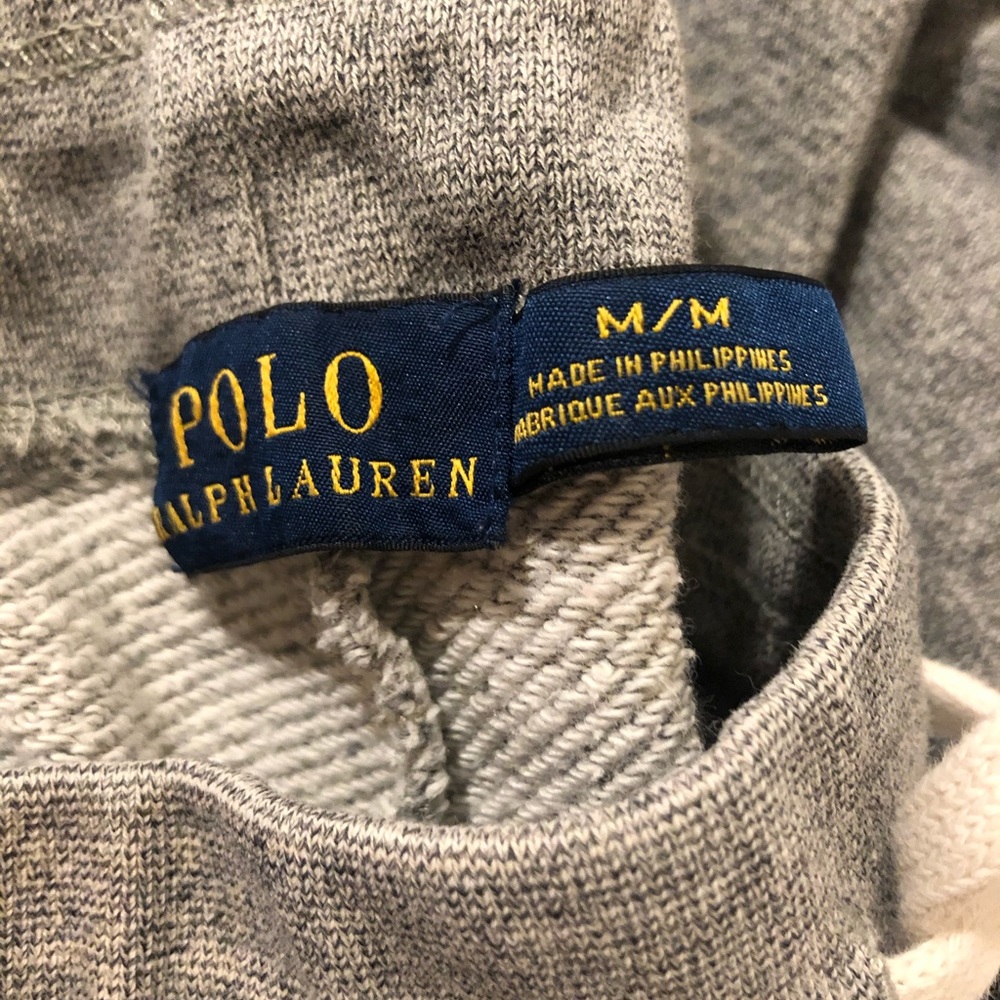 POLO
RALPH LAUREN
M/M
MADE IN PHILIPPINES
FABRIQUE AUX PHILIPPINES